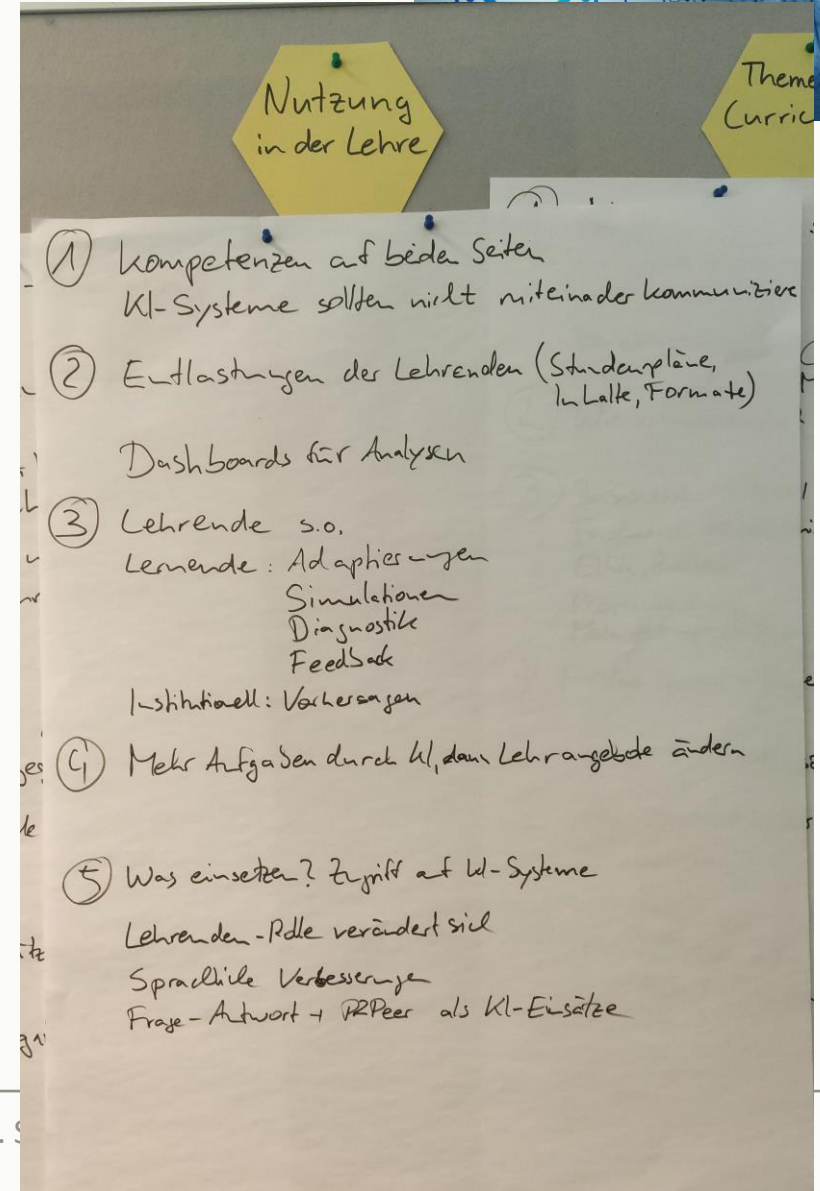 Nutzung
in der Lehre
Theme
Curric
① Kompetenzen auf beiden Seiten
KI-Systeme sollten nicht miteinader kommuniziere
② Entlastungen der Lehrenden (Stundenpläne,
Inhalte, Formate)
Dashboards für Analysen
③ Lehrende s.o.
Lernende: Adaptierungen
Simulationen
Diagnostik
Feedback
Institutionell: Vorhersagen
④ Mehr Aufgaben durch KI, dann Lehrangebote ändern
⑤ Was einsetzen? Zugriff auf KI-Systeme
Lehrenden-Rolle verändert sich
Sprachliche Verbesserungen
Frage-Antwort + P2Peer als KI-Einsätze